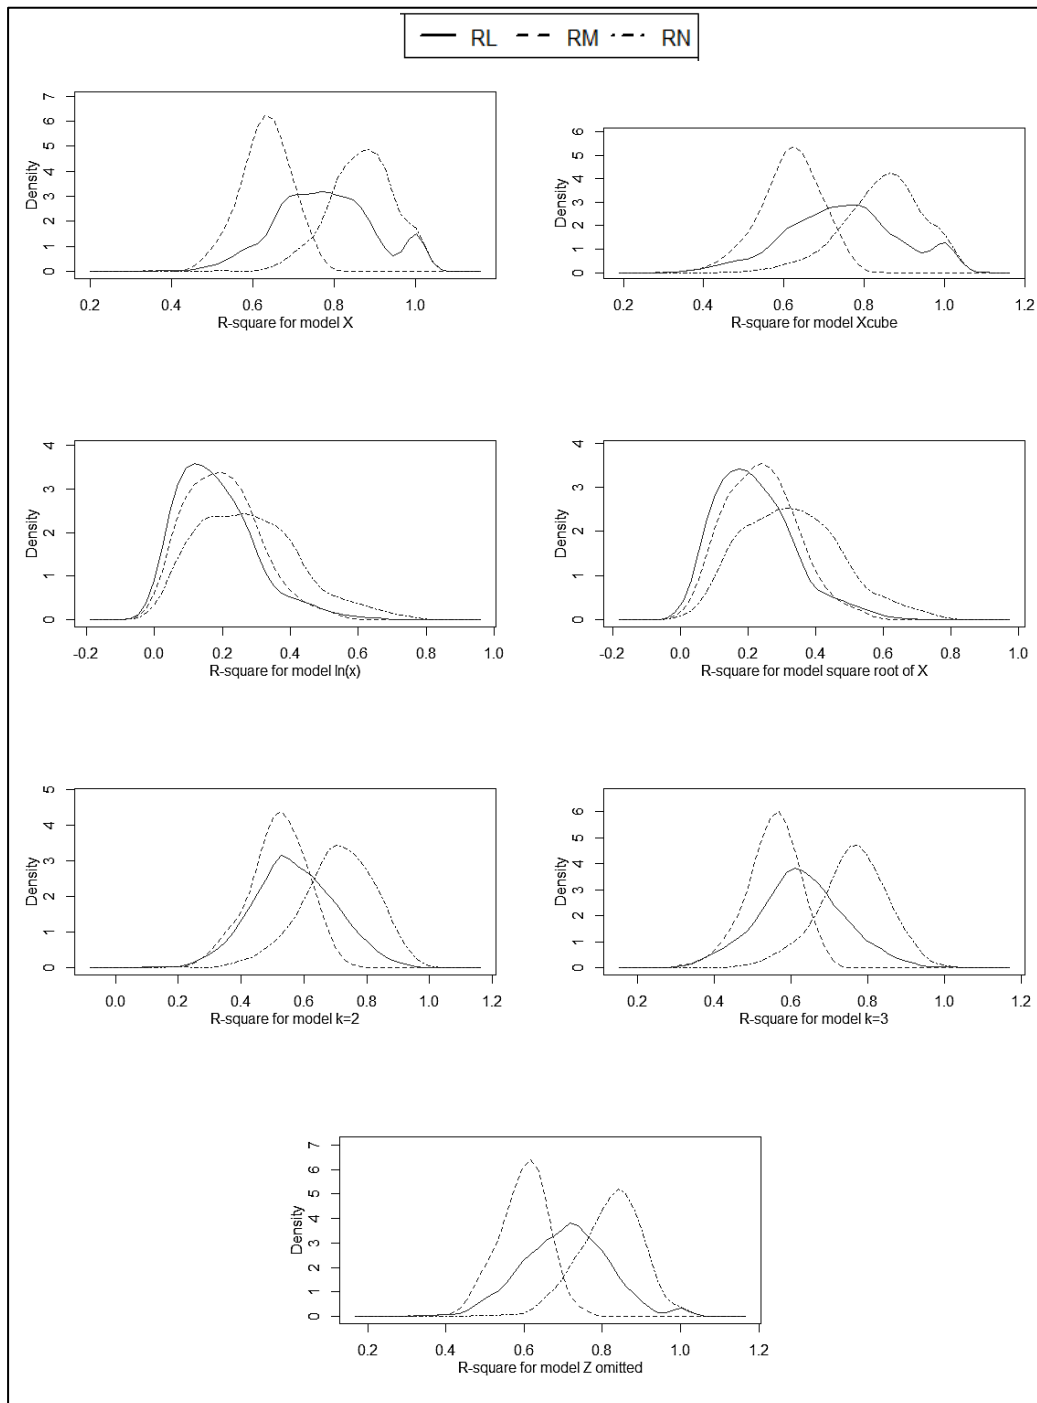 RL RM RN
Density
0 1 2 3 4 5 6 7
0.2 0.4 0.6 0.8 1.0
R-square for model X
Density
0 1 2 3 4 5 6
0.2 0.4 0.6 0.8 1.0 1.2
R-square for model Xcube
Density
0 1 2 3 4
-0.2 0.0 0.2 0.4 0.6 0.8 1.0
R-square for model ln(x)
Density
0 1 2 3 4
-0.2 0.0 0.2 0.4 0.6 0.8 1.0
R-square for model square root of X
Density
0 1 2 3 4 5
0.0 0.2 0.4 0.6 0.8 1.0 1.2
R-square for model k=2
Density
0 1 2 3 4 5 6
0.2 0.4 0.6 0.8 1.0 1.2
R-square for model k=3
Density
0 1 2 3 4 5 6 7
0.2 0.4 0.6 0.8 1.0 1.2
R-square for model Z omitted